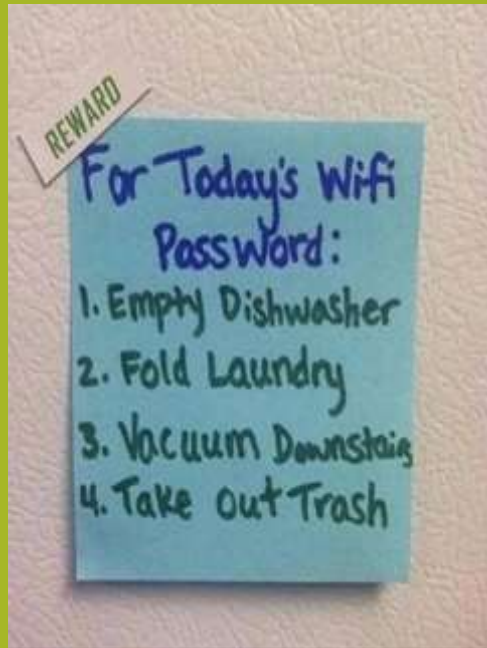 REWARD
For Today's Wifi
Password:
1. Empty Dishwasher
2. Fold Laundry
3. Vacuum Downstairs
4. Take Out Trash